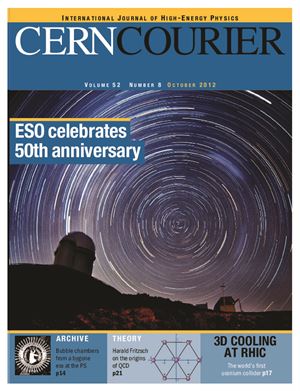 INTERNATIONAL JOURNAL OF HIGH-ENERGY PHYSICS
CERNCOURIER
VOLUME 52 NUMBER 8 OCTOBER 2012
ESO celebrates
50th anniversary
ARCHIVE
Bubble chambers
from a bygone
era at the PS
p14
THEORY
Harald Fritzsch
on the origins
of QCD
p21
3D COOLING
AT RHIC
The world's first
uranium collider p17